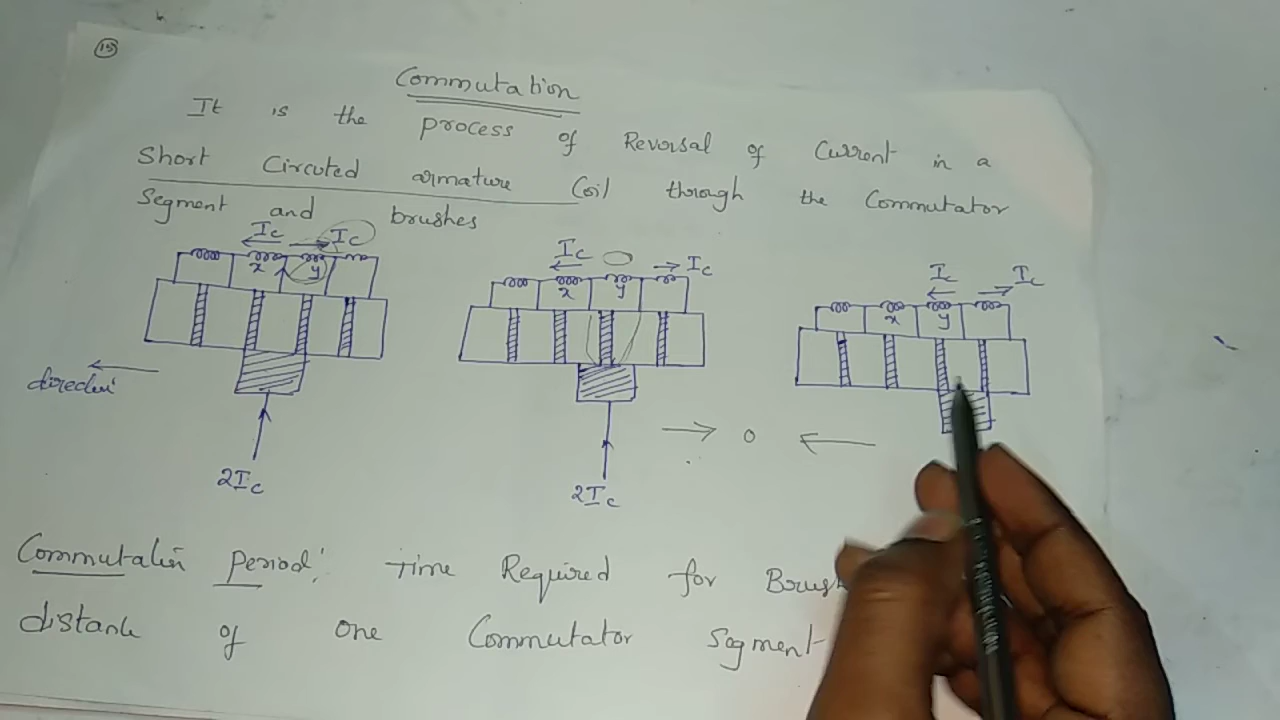 15
Commutation
It is the process of Reversal of Current in a
Short Circuted armature Coil through the Commutator
Segment and brushes
Ic Ic
x y
Ic Ic
x y
Ic Ic
x y
direction
2Ic
2Ic
0
Commutation Period: time Required for Brush
distance of one Commutator Segment